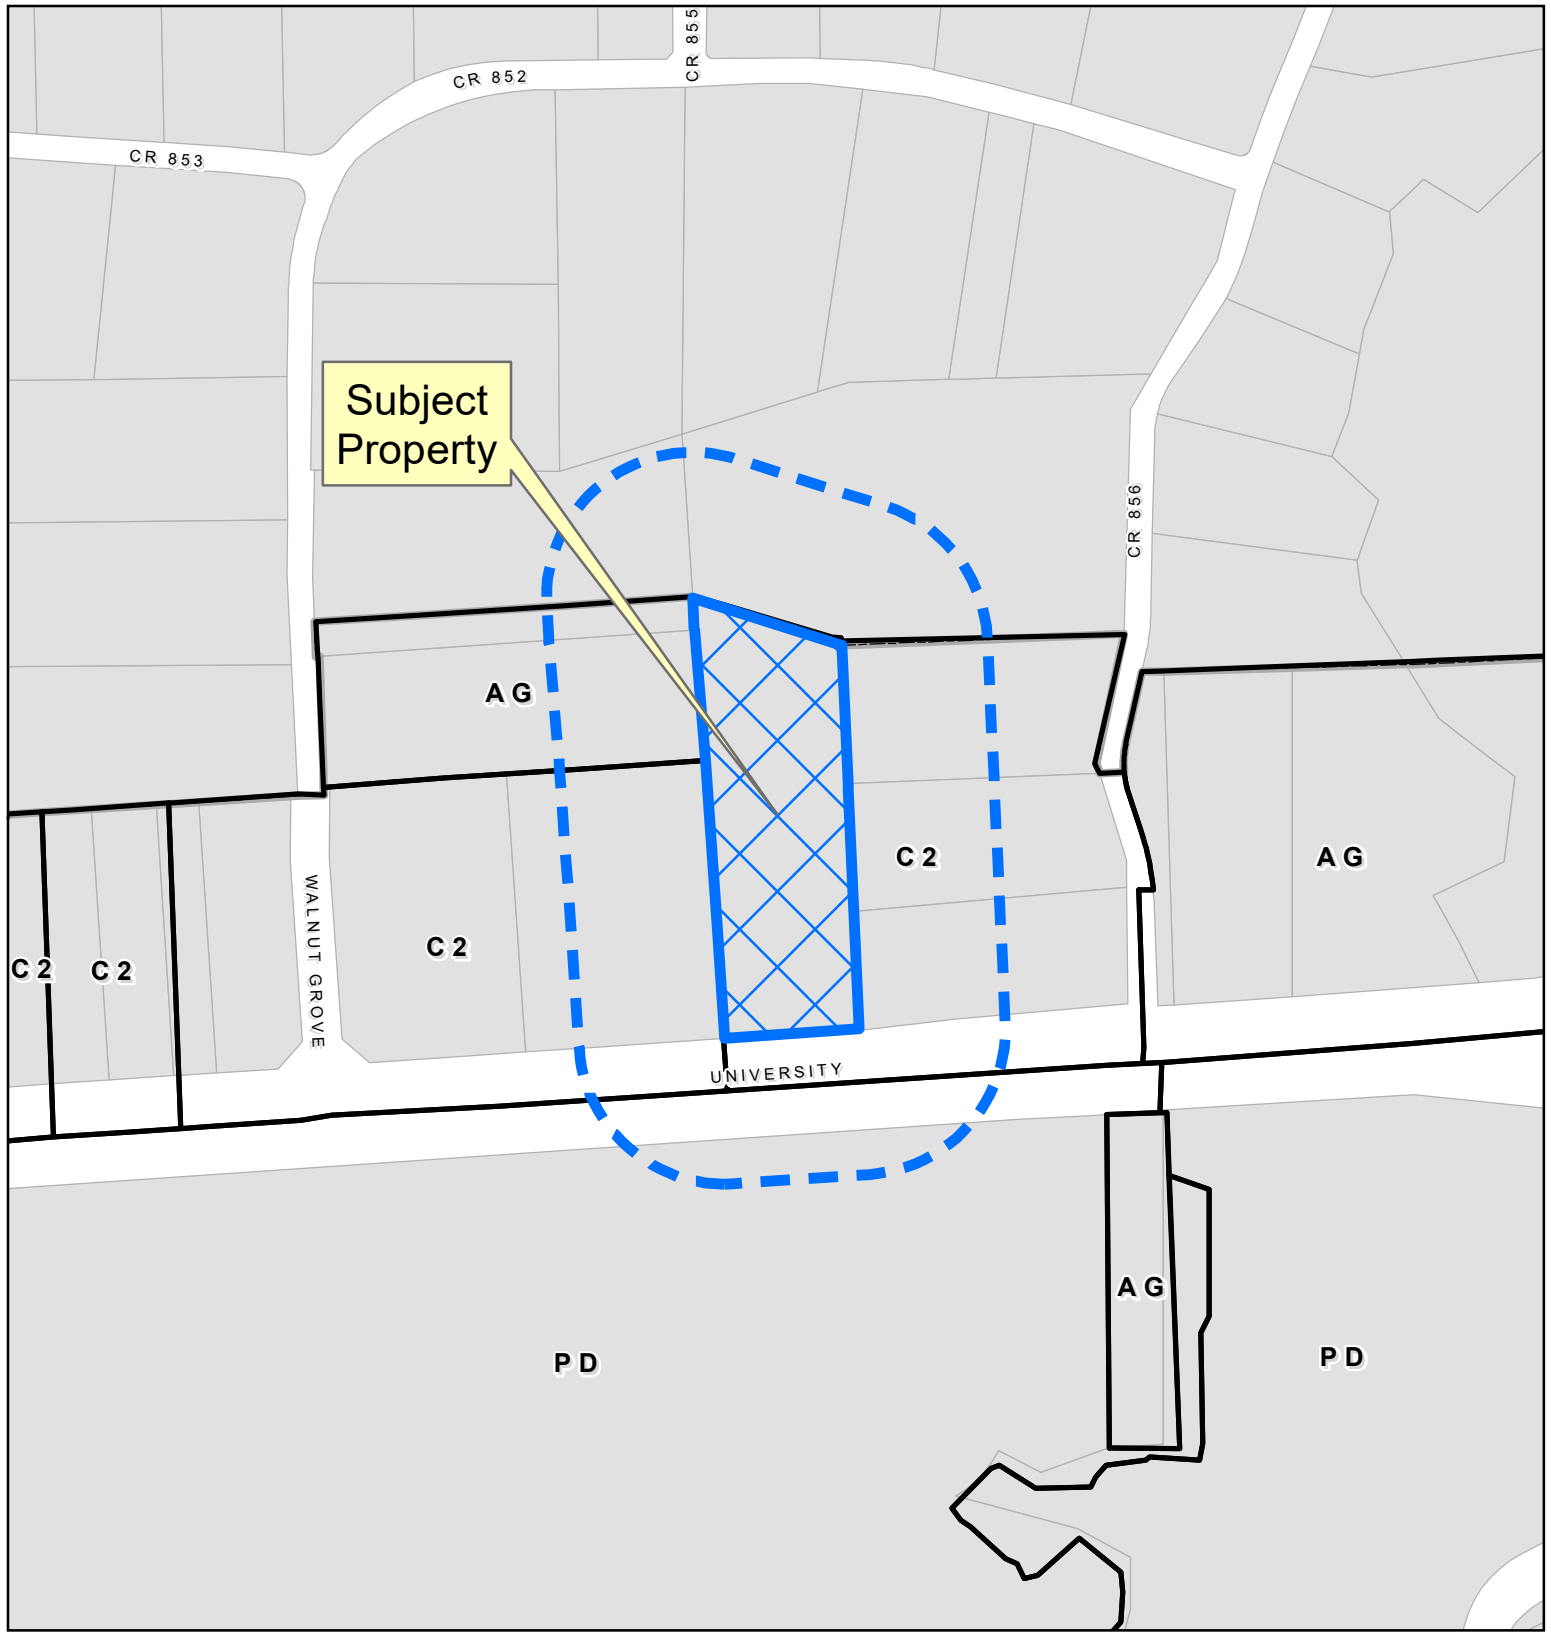 CR 855
CR 852
CR 853
Subject
Property
CR 856
AG
C2
AG
WALNUT GROVE
C2
C2
C2
UNIVERSITY
AG
PD
PD